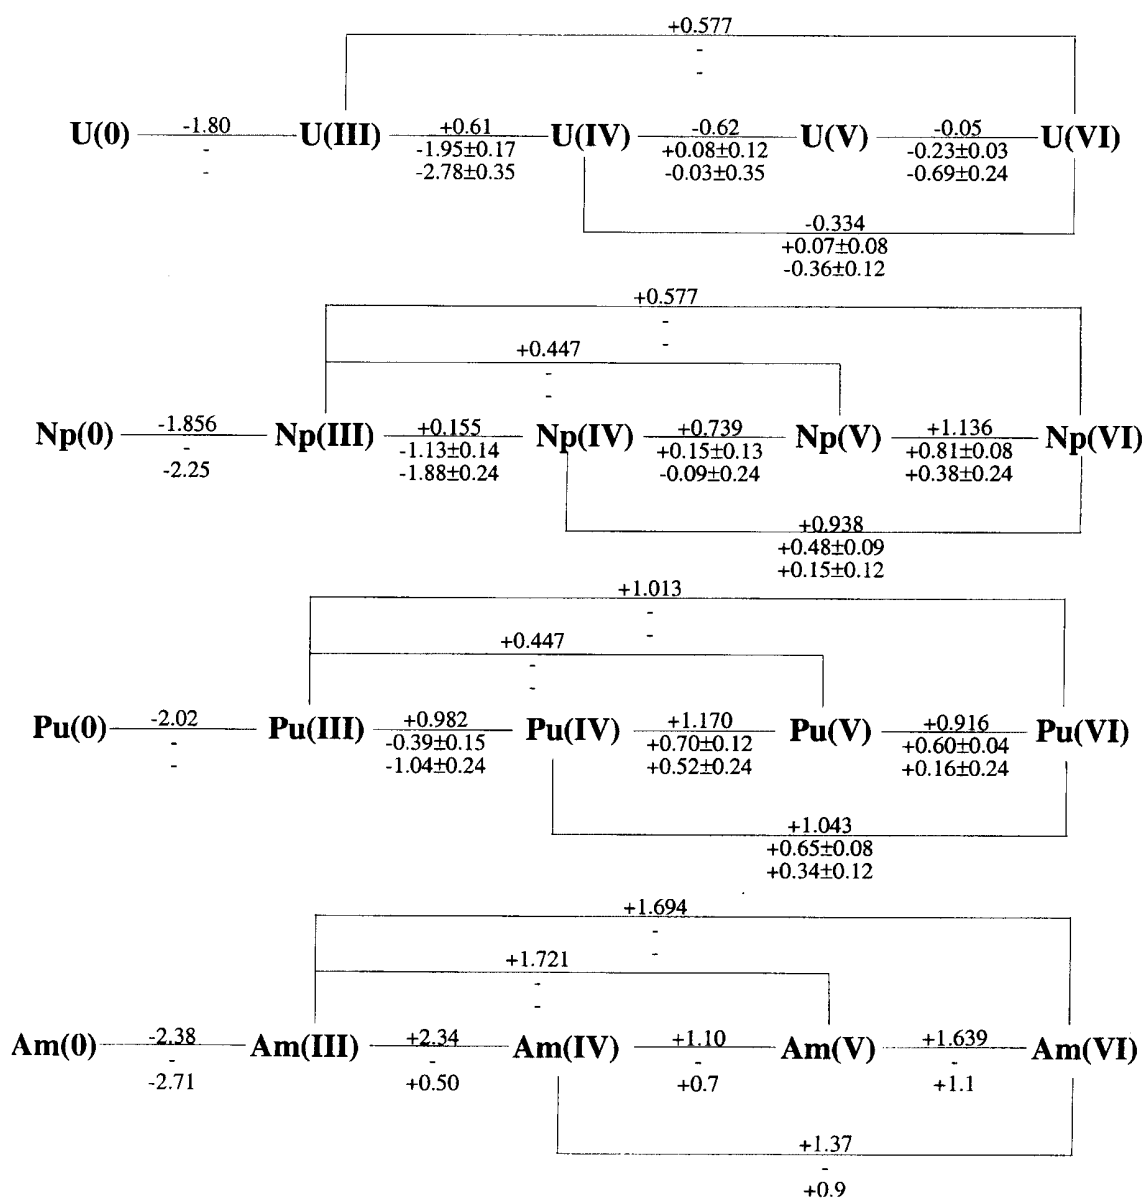 +0.577
-
-
U(0) -1.80 U(III) +0.61 U(IV) -0.62 U(V) -0.05 U(VI)
- -1.95±0.17 +0.08±0.12 -0.23±0.03
- -2.78±0.35 -0.03±0.35 -0.69±0.24
-0.334
+0.07±0.08
-0.36±0.12
+0.577
-
-
+0.447
-
-
Np(0) -1.856 Np(III) +0.155 Np(IV) +0.739 Np(V) +1.136 Np(VI)
- -1.13±0.14 +0.15±0.13 +0.81±0.08
-2.25 -1.88±0.24 -0.09±0.24 +0.38±0.24
+0.938
+0.48±0.09
+0.15±0.12
+1.013
-
-
+0.447
-
-
Pu(0) -2.02 Pu(III) +0.982 Pu(IV) +1.170 Pu(V) +0.916 Pu(VI)
- -0.39±0.15 +0.70±0.12 +0.60±0.04
- -1.04±0.24 +0.52±0.24 +0.16±0.24
+1.043
+0.65±0.08
+0.34±0.12
+1.694
-
-
+1.721
-
-
Am(0) -2.38 Am(III) +2.34 Am(IV) +1.10 Am(V) +1.639 Am(VI)
- - - -
-2.71 +0.50 +0.7 +1.1
+1.37
-
+0.9